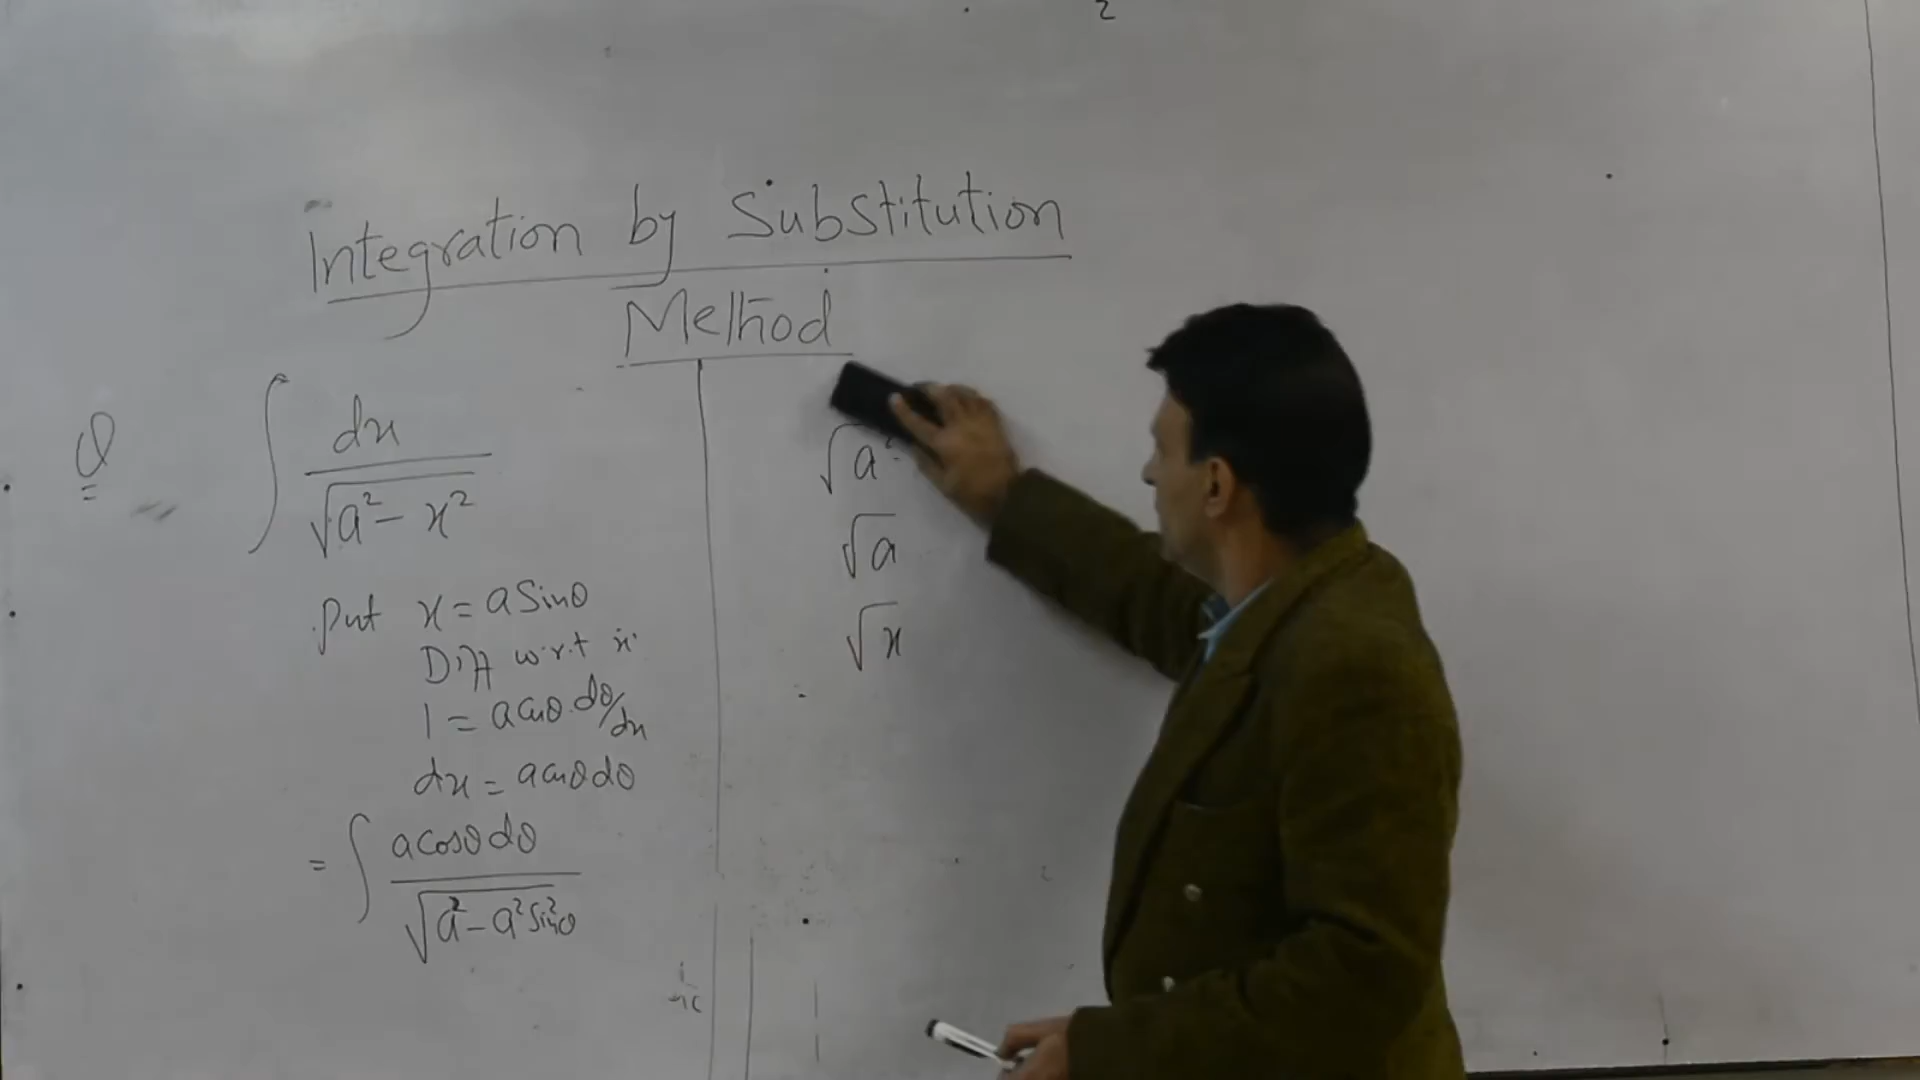 Integration by Substitution
Method
Q
∫ dx / √a² - x²
Put x = a Sinθ
Diff w.r.t x
1 = a cosθ . dθ/dx
dx = a cosθ dθ
= ∫ a cosθ dθ / √a² - a² sin²θ
√a²
√a
√x